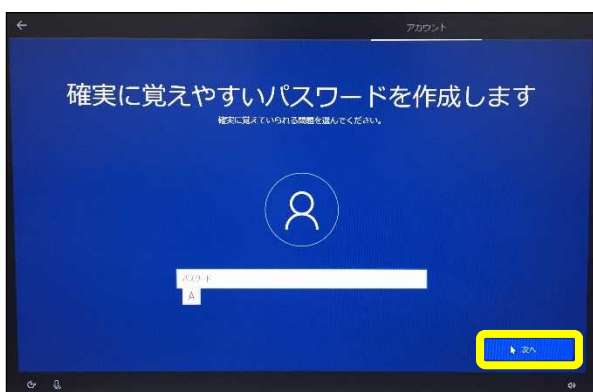 アカウント
確実に覚えやすいパスワードを作成します
確実に覚えていられる問題を選んでください。
パスワード
A
次へ